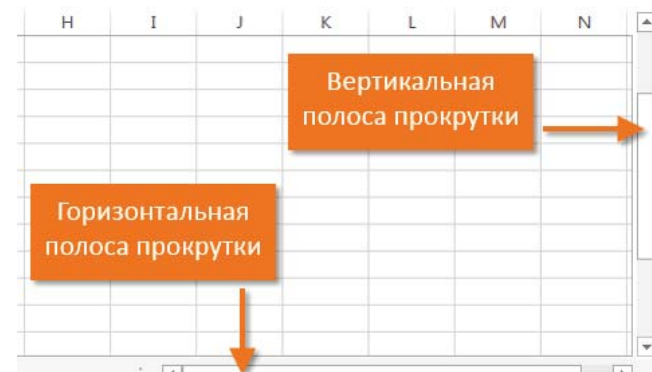 H I J K L M N
Вертикальная
полоса прокрутки
Горизонтальная
полоса прокрутки